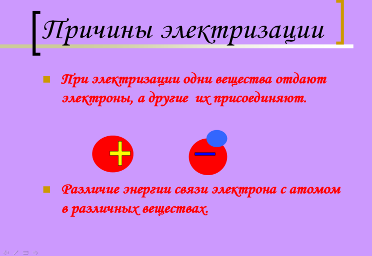 Причины электризации
При электризации одни вещества отдают
электроны, а другие их присоединяют.
+ −
Различие энергии связи электрона с атомом
в различных веществах.